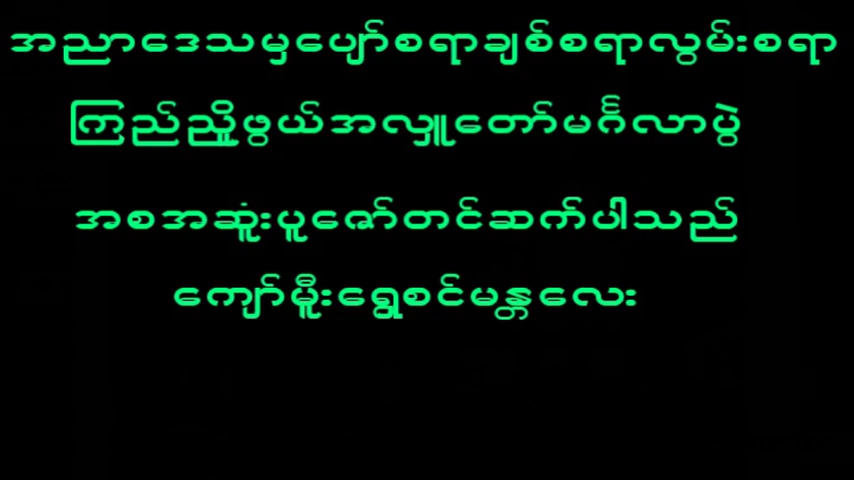 အညာဒေသမှပျော်စရာချစ်စရာလွမ်းစရာ
ကြည်ညှိုဖွယ်အလှူတော်မင်္ဂလာပွဲ
အစအဆူံးပူဇော်တင်ဆက်ပါသည်
ကျော်မှီးရွှေစင်မန္တလေး